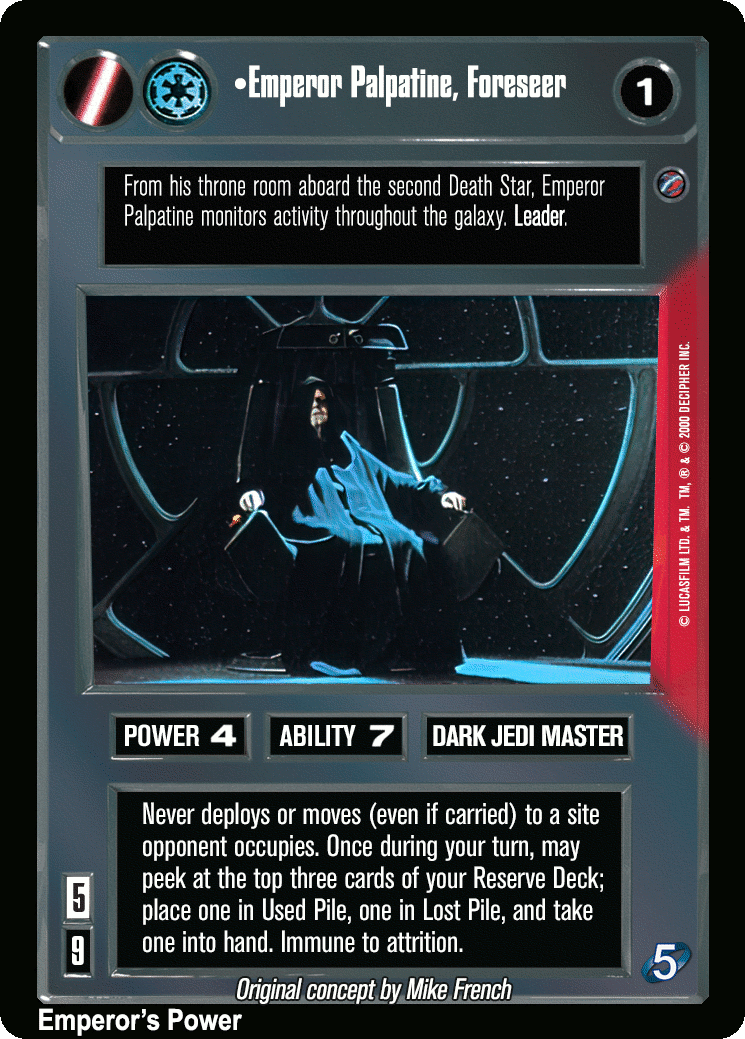 •Emperor Palpatine, Foreseer
1
From his throne room aboard the second Death Star, Emperor
Palpatine monitors activity throughout the galaxy. Leader.
© LUCASFILM LTD. & TM. TM, ® & © 2000 DECIPHER INC.
POWER 4
ABILITY 7
DARK JEDI MASTER
Never deploys or moves (even if carried) to a site
opponent occupies. Once during your turn, may
peek at the top three cards of your Reserve Deck;
place one in Used Pile, one in Lost Pile, and take
one into hand. Immune to attrition.
5
9
5
Original concept by Mike French
Emperor's Power